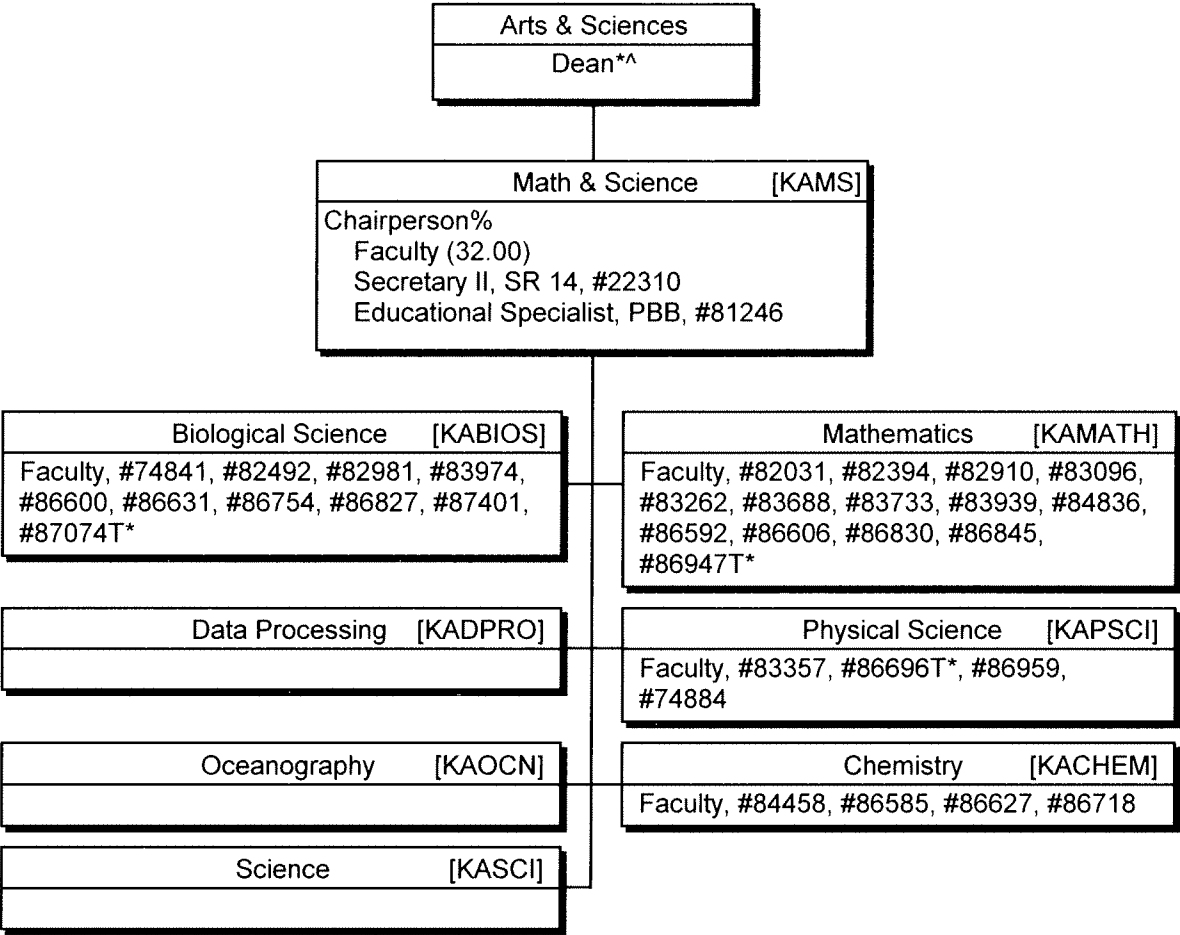 Arts & Sciences
Dean*^
Math & Science [KAMS]
Chairperson%
Faculty (32.00)
Secretary II, SR 14, #22310
Educational Specialist, PBB, #81246
Biological Science [KABIOS]
Faculty, #74841, #82492, #82981, #83974,
#86600, #86631, #86754, #86827, #87401,
#87074T*
Mathematics [KAMATH]
Faculty, #82031, #82394, #82910, #83096,
#83262, #83688, #83733, #83939, #84836,
#86592, #86606, #86830, #86845,
#86947T*
Data Processing [KADPRO]
Physical Science [KAPSCI]
Faculty, #83357, #86696T*, #86959,
#74884
Oceanography [KAOCN]
Chemistry [KACHEM]
Faculty, #84458, #86585, #86627, #86718
Science [KASCI]